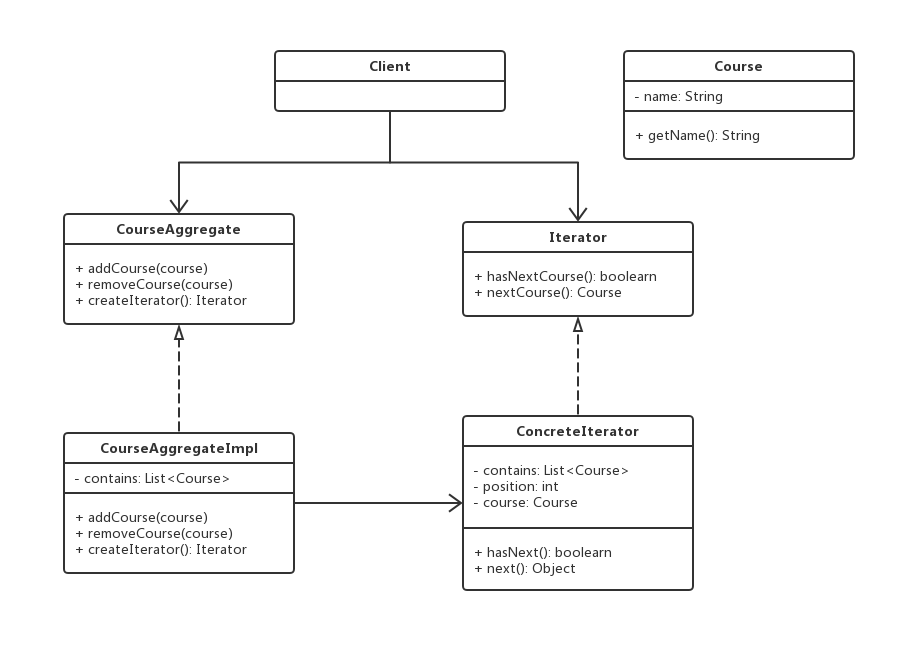 Client
Course
- name: String
+ getName(): String
CourseAggregate
+ addCourse(course)
+ removeCourse(course)
+ createIterator(): Iterator
Iterator
+ hasNextCourse(): boolearn
+ nextCourse(): Course
CourseAggregateImpl
- contains: List<Course>
+ addCourse(course)
+ removeCourse(course)
+ createIterator(): Iterator
ConcreteIterator
- contains: List<Course>
- position: int
- course: Course
+ hasNext(): boolearn
+ next(): Object